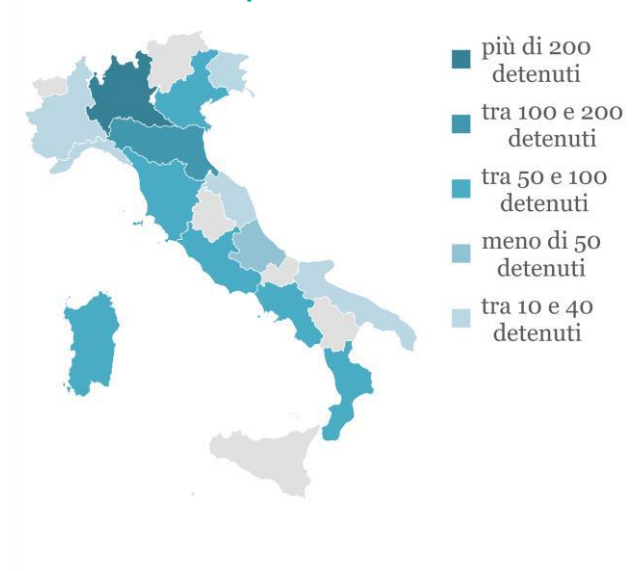 più di 200
detenuti
tra 100 e 200
detenuti
tra 50 e 100
detenuti
meno di 50
detenuti
tra 10 e 40
detenuti